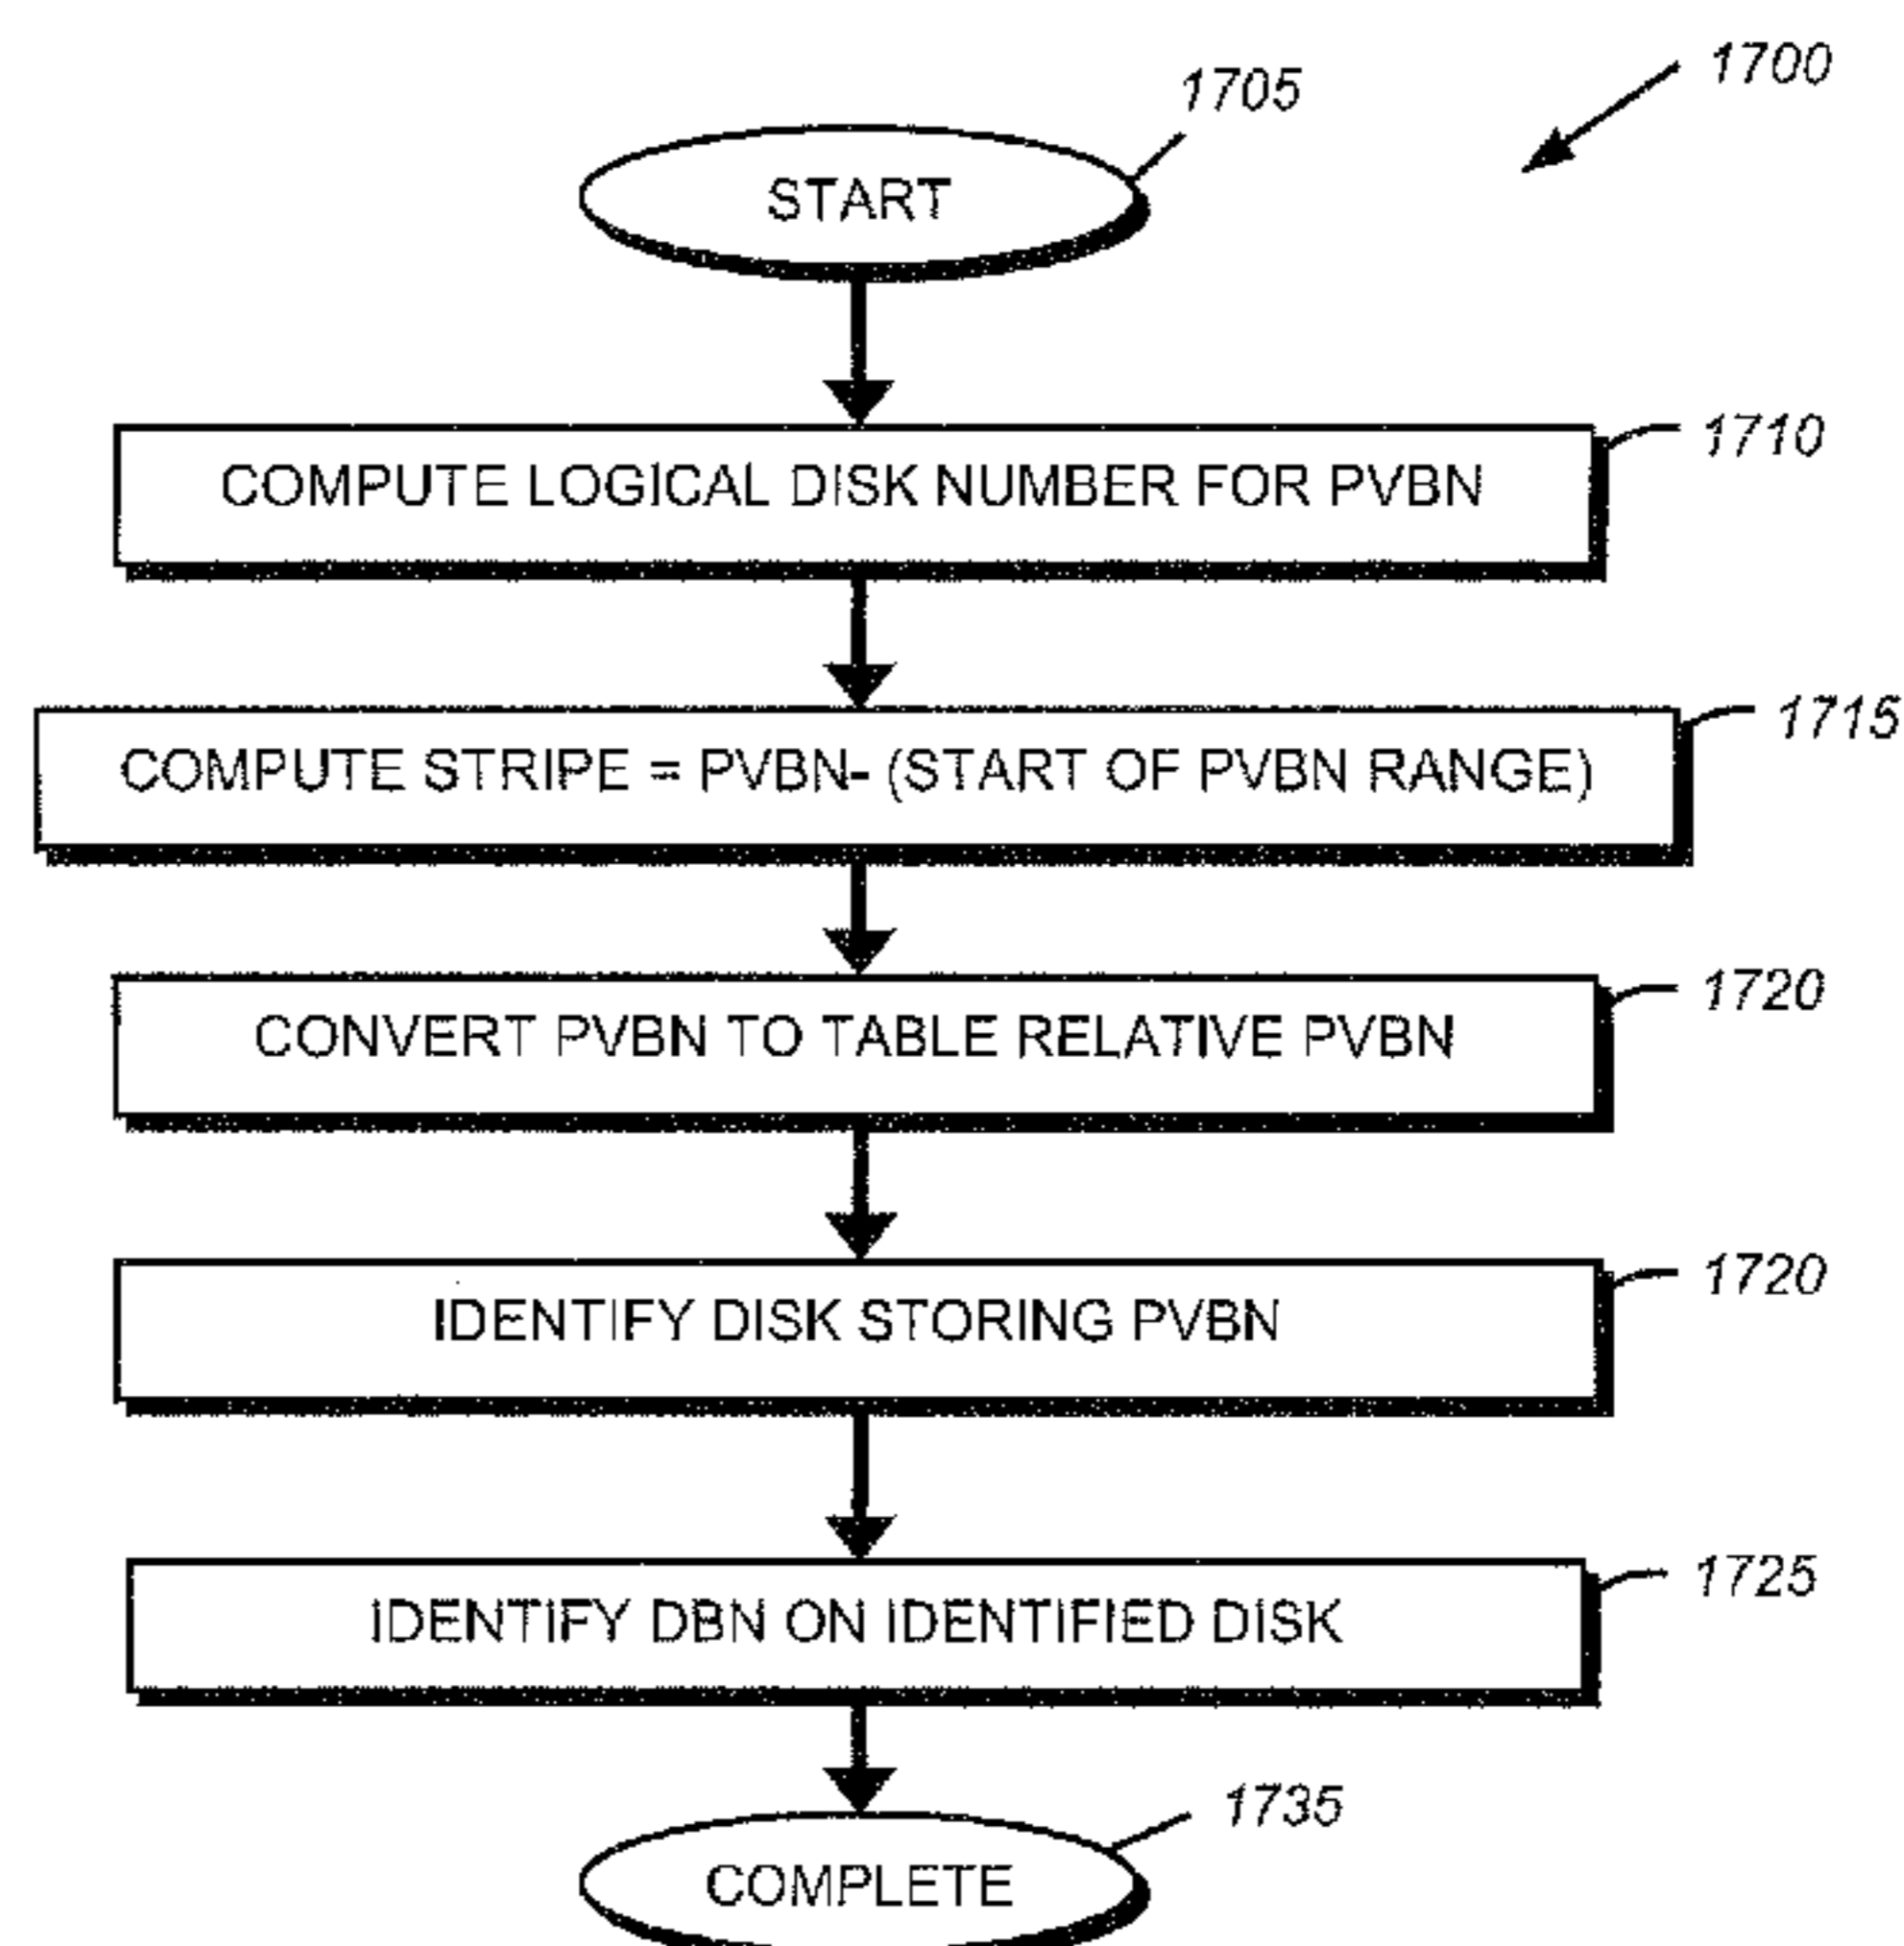 1700
1705
START
1710
COMPUTE LOGICAL DISK NUMBER FOR PVBN
1715
COMPUTE STRIPE = PVBN- (START OF PVBN RANGE)
1720
CONVERT PVBN TO TABLE RELATIVE PVBN
1720
IDENTIFY DISK STORING PVBN
1725
IDENTIFY DBN ON IDENTIFIED DISK
1735
COMPLETE